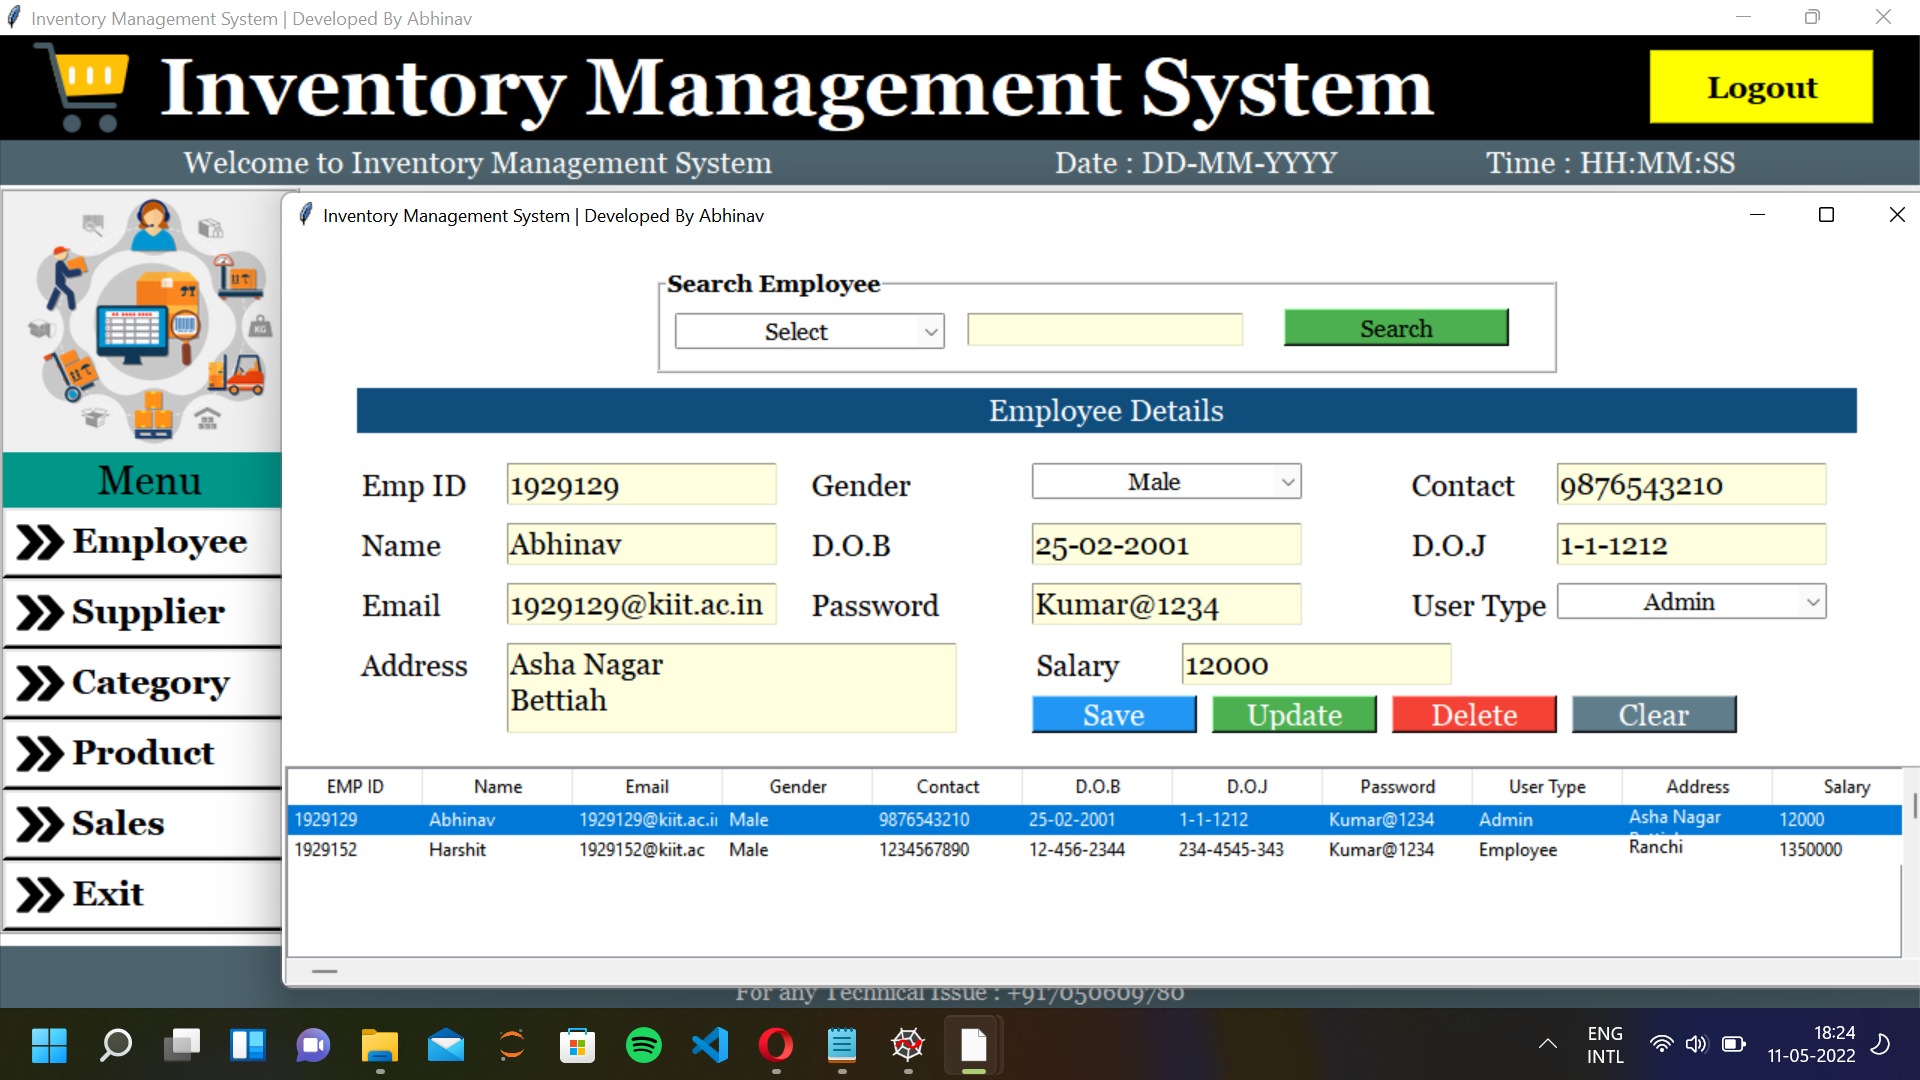 Inventory Management System | Developed By Abhinav
Inventory Management System
Logout
Welcome to Inventory Management System
Date : DD-MM-YYYY
Time : HH:MM:SS
Inventory Management System | Developed By Abhinav
KG
Menu
Employee
Supplier
Category
Product
Sales
Exit
Search Employee
Select
Search
Employee Details
Emp ID 1929129 Gender Male Contact 9876543210
Name Abhinav D.O.B 25-02-2001 D.O.J 1-1-1212
Email 1929129@kiit.ac.in Password Kumar@1234 User Type Admin
Address Asha Nagar Salary 12000
Bettiah
Save Update Delete Clear
EMP ID Name Email Gender Contact D.O.B D.O.J Password User Type Address Salary
1929129 Abhinav 1929129@kiit.ac.in Male 9876543210 25-02-2001 1-1-1212 Kumar@1234 Admin Asha Nagar 12000
1929152 Harshit 1929152@kiit.ac Male 1234567890 12-456-2344 234-4545-343 Kumar@1234 Employee Ranchi 1350000
For any Technical Issue : +917050609780
ENG
INTL
18:24
11-05-2022